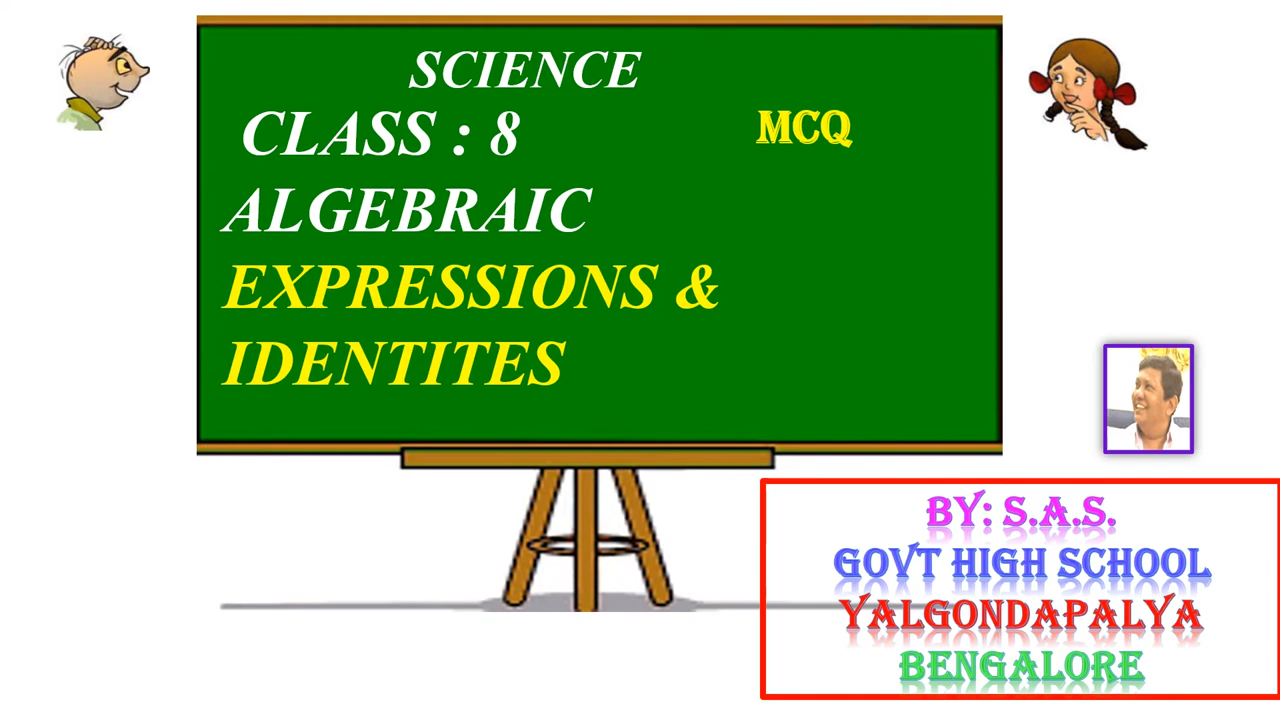 SCIENCE
CLASS : 8
MCQ
ALGEBRAIC
EXPRESSIONS &
IDENTITES
BY: S.A.S.
GOVT HIGH SCHOOL
YALGONDAPALYA
BENGALORE